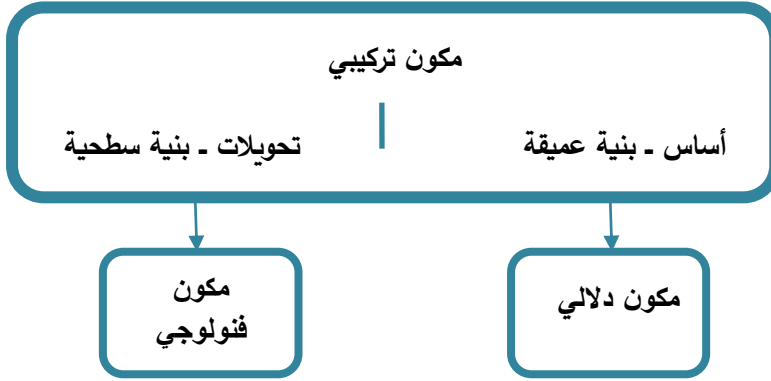 مكون تركيبي
أساس ـ بنية عميقة
تحويلات ـ بنية سطحية
مكون دلالي
مكون
فنولوجي